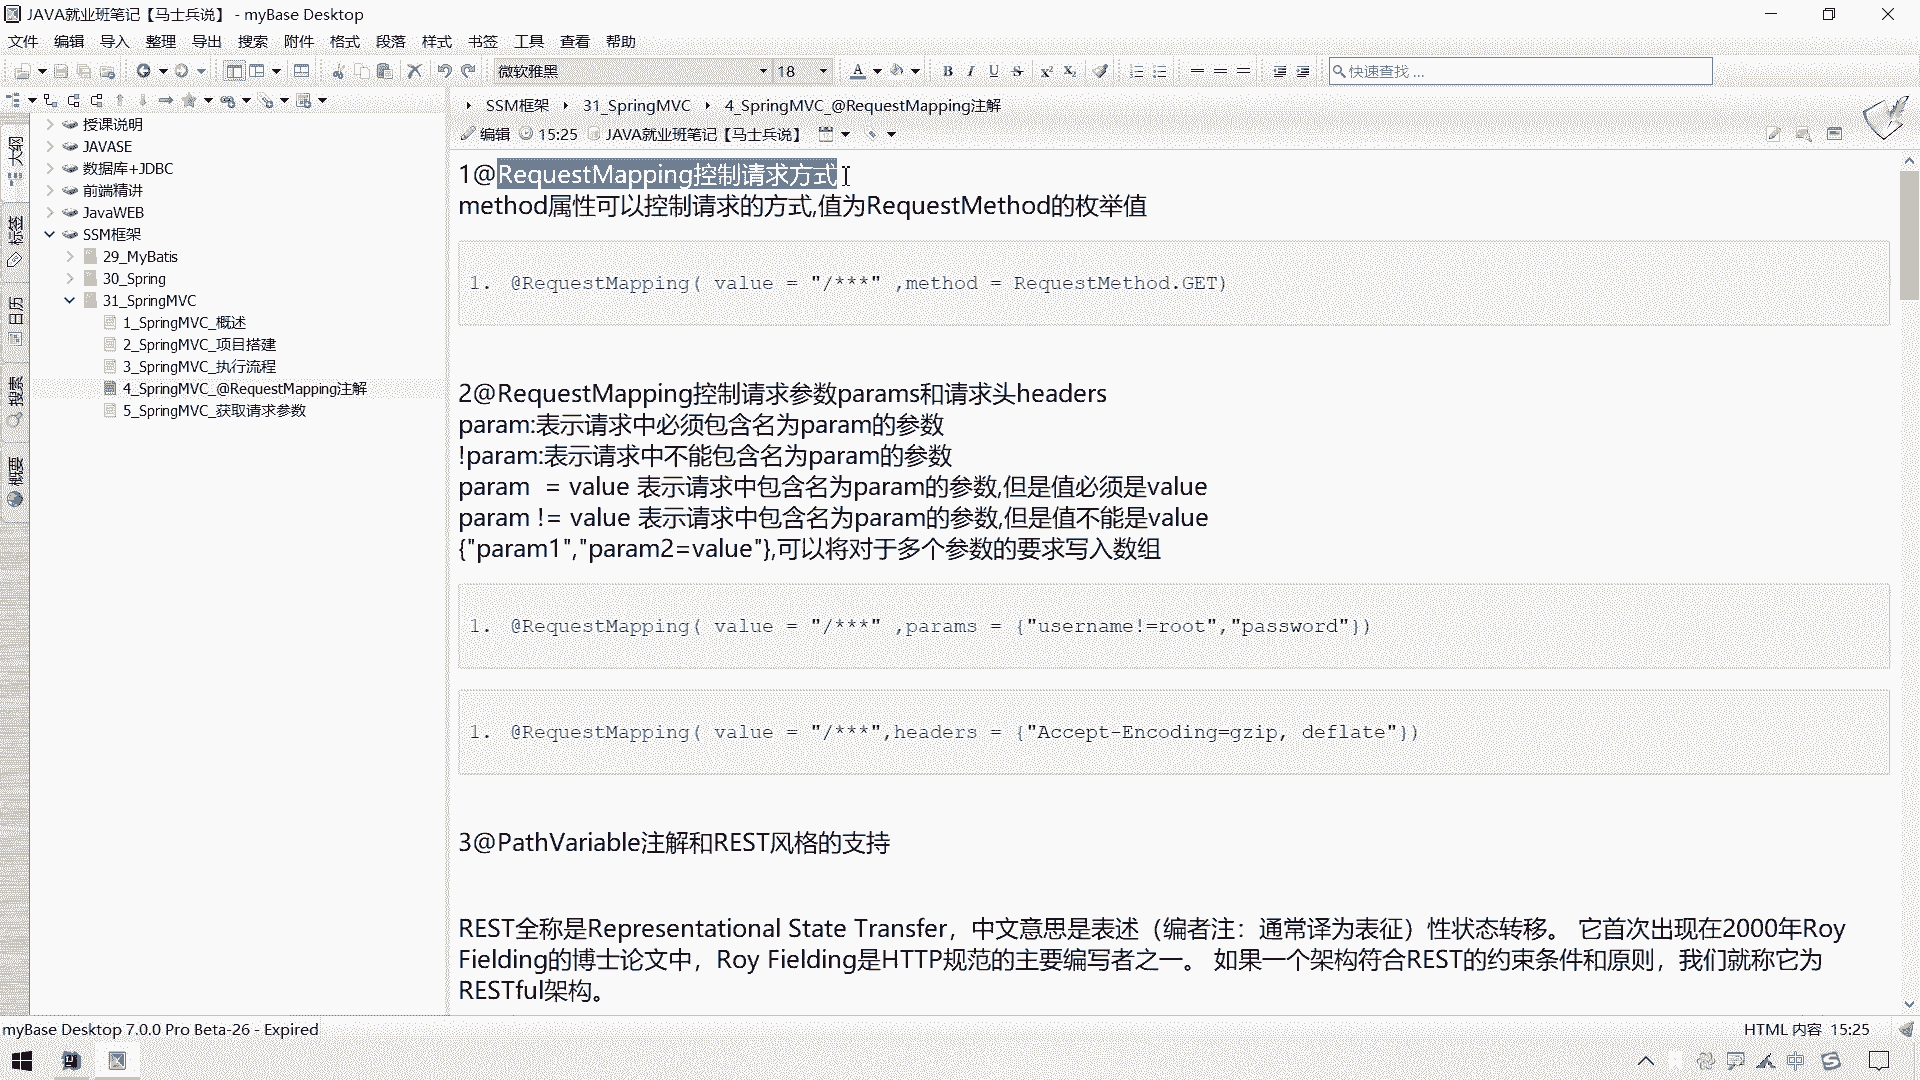 JAVA就业班笔记【马士兵说】 - myBase Desktop
文件 编辑 导入 整理 导出 搜索 附件 格式 段落 样式 书签 工具 查看 帮助
微软雅黑 18 快速查找 ...
SSM框架 31_SpringMVC 4_SpringMVC_@RequestMapping注解
编辑 15:25 JAVA就业班笔记【马士兵说】
大纲
标签
日历
搜索
概要
授课说明
JAVASE
数据库+JDBC
前端精讲
JavaWEB
SSM框架
29_MyBatis
30_Spring
31_SpringMVC
1_SpringMVC_概述
2_SpringMVC_项目搭建
3_SpringMVC_执行流程
4_SpringMVC_@RequestMapping注解
5_SpringMVC_获取请求参数
1@RequestMapping控制请求方式
method属性可以控制请求的方式,值为RequestMethod的枚举值
1. @RequestMapping( value = "/***" ,method = RequestMethod.GET)
2@RequestMapping控制请求参数params和请求头headers
param:表示请求中必须包含名为param的参数
!param:表示请求中不能包含名为param的参数
param  = value 表示请求中包含名为param的参数,但是值必须是value
param != value 表示请求中包含名为param的参数,但是值不能是value
{"param1","param2=value"},可以将对于多个参数的要求写入数组
1. @RequestMapping( value = "/***" ,params = {"username!=root","password"})
1. @RequestMapping( value = "/***",headers = {"Accept-Encoding=gzip, deflate"})
3@PathVariable注解和REST风格的支持
REST全称是Representational State Transfer，中文意思是表述（编者注：通常译为表征）性状态转移。 它首次出现在2000年Roy
Fielding的博士论文中，Roy Fielding是HTTP规范的主要编写者之一。 如果一个架构符合REST的约束条件和原则，我们就称它为
RESTful架构。
myBase Desktop 7.0.0 Pro Beta-26 - Expired
HTML 内容 15:25
中